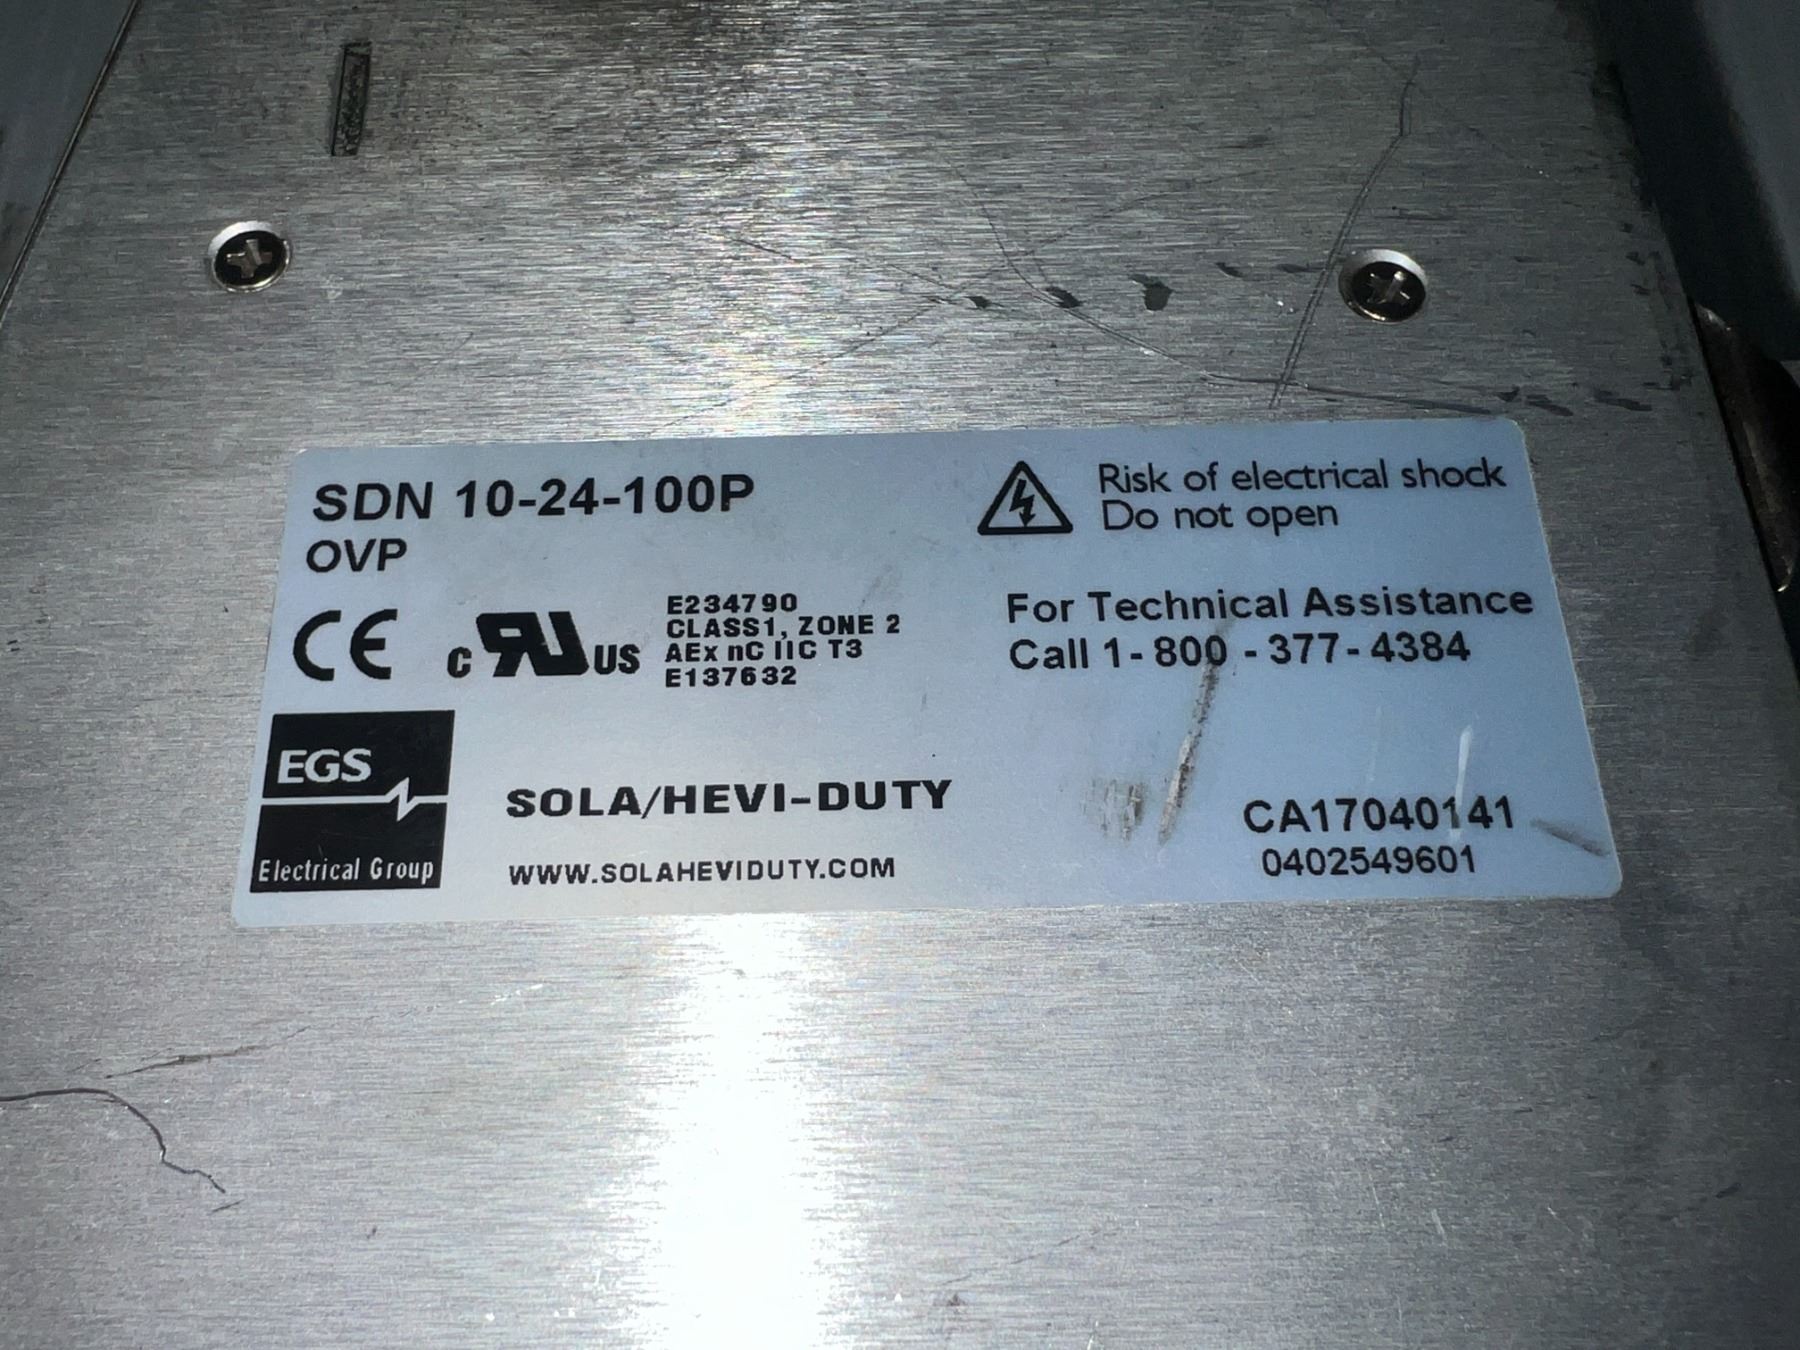 SDN 10-24-100P
OVP
Risk of electrical shock
Do not open
CE
c RU US
E234790
CLASS1, ZONE 2
AEx nC IIC T3
E137632
For Technical Assistance
Call 1- 800 - 377- 4384
EGS
Electrical Group
SOLA/HEVI-DUTY
WWW.SOLAHEVIDUTY.COM
CA17040141
0402549601